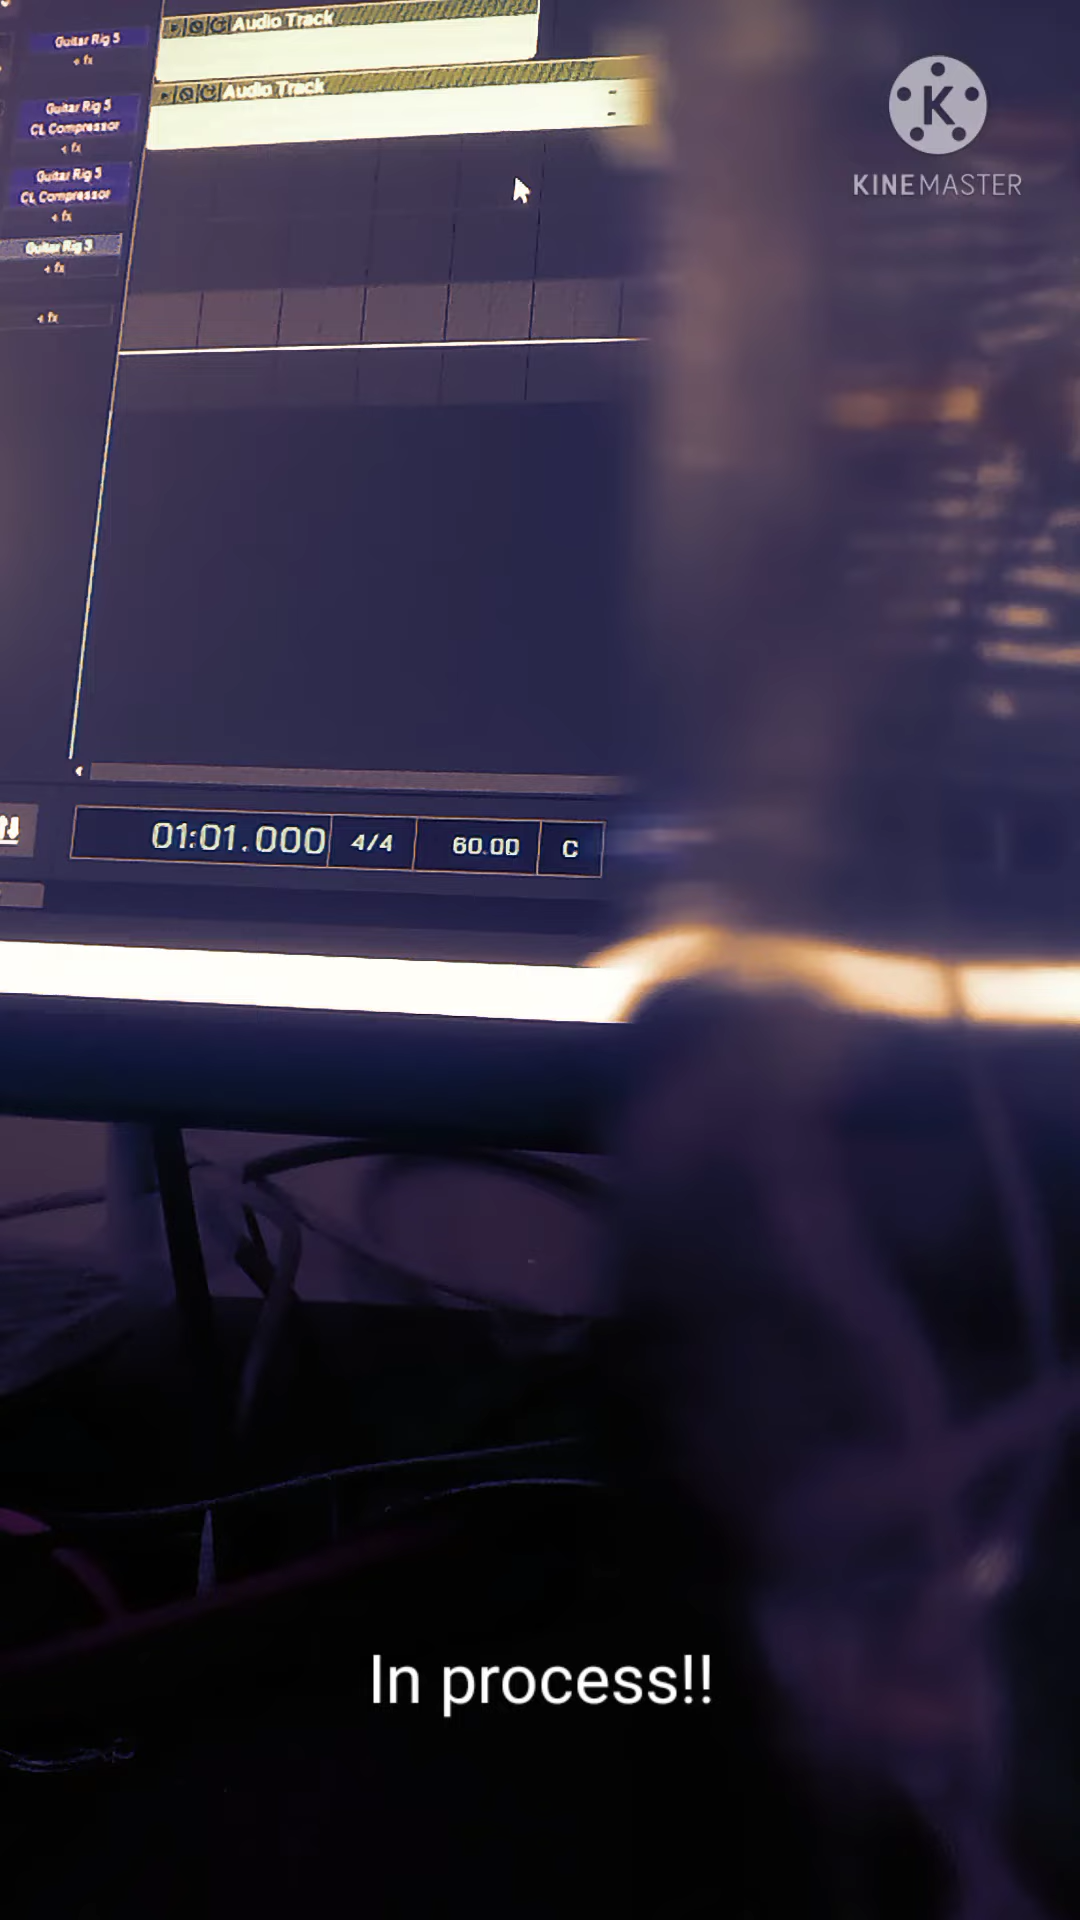 Audio Track
Guitar Rig 5
fx
Audio Track
Guitar Rig 5
CL Compressor
fx
Guitar Rig 5
CL Compressor
fx
Guitar Rig 5
fx
fx
K
KINEMASTER
01:01.000 4/4 60.00 C
In process!!